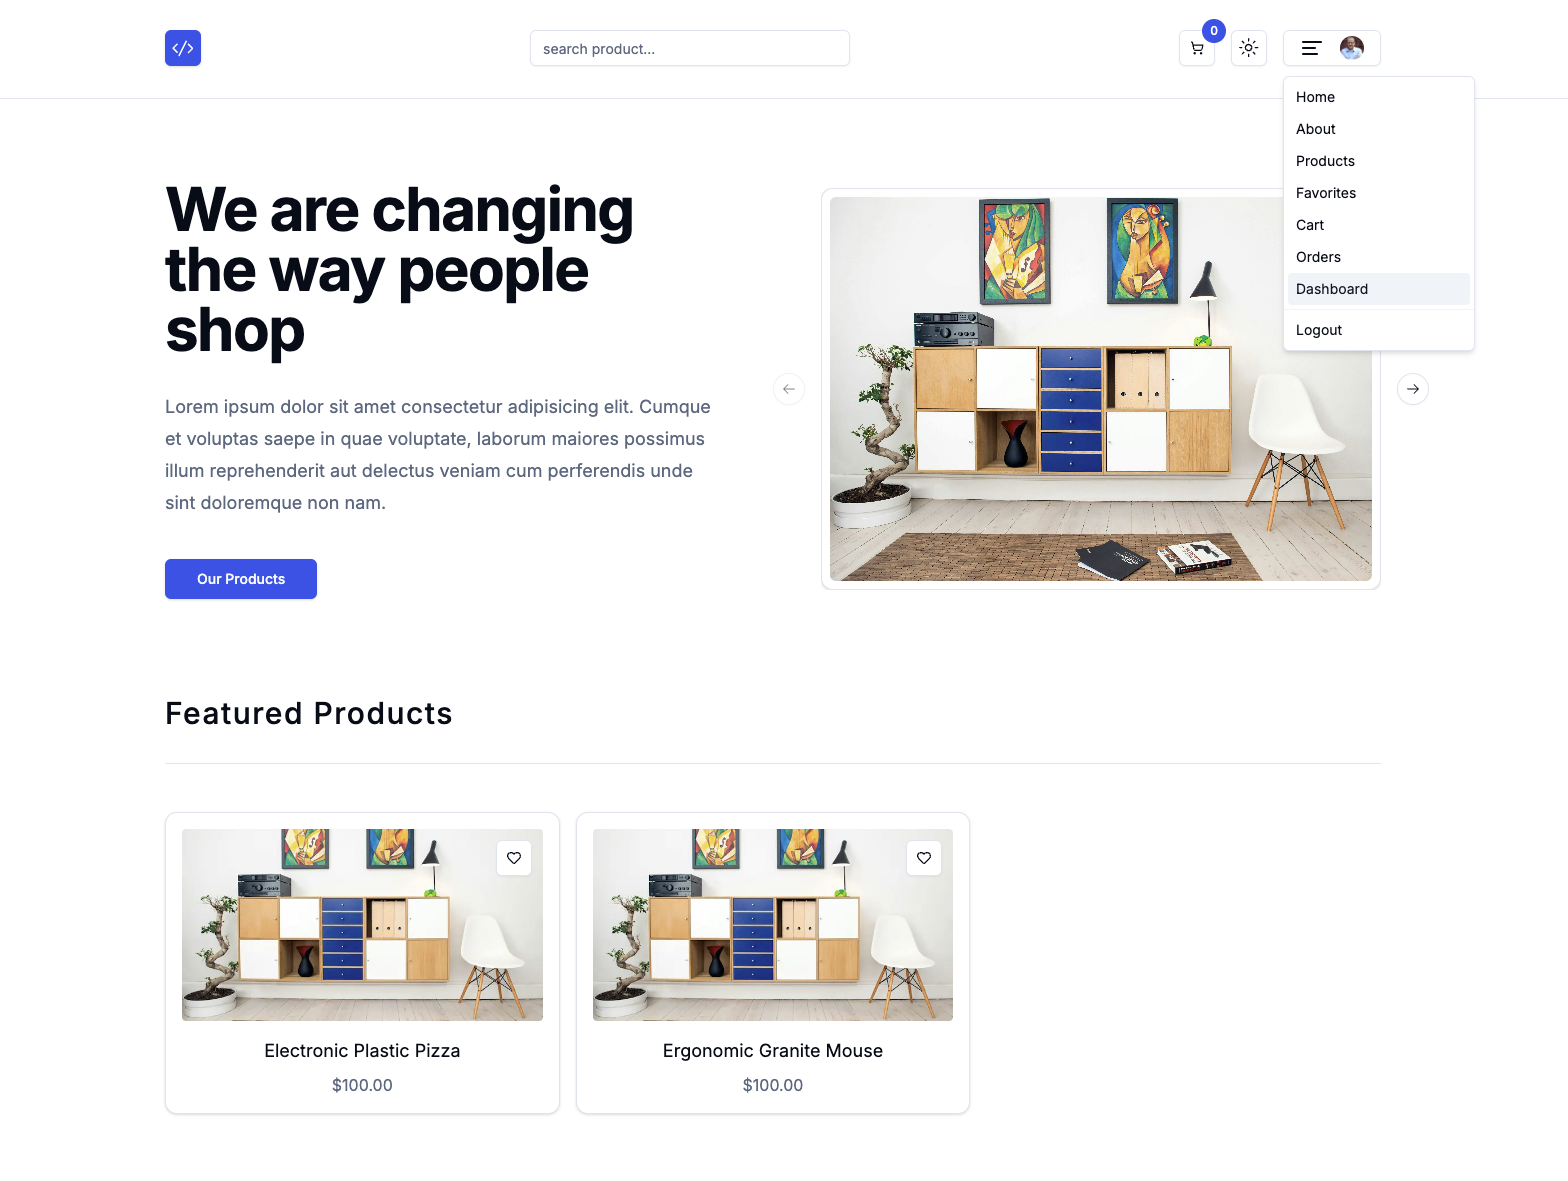 </>
search product...
0
Home
About
Products
Favorites
Cart
Orders
Dashboard
Logout
We are changing
the way people
shop
Lorem ipsum dolor sit amet consectetur adipisicing elit. Cumque
et voluptas saepe in quae voluptate, laborum maiores possimus
illum reprehenderit aut delectus veniam cum perferendis unde
sint doloremque non nam.
Our Products
Featured Products
Electronic Plastic Pizza
$100.00
Ergonomic Granite Mouse
$100.00